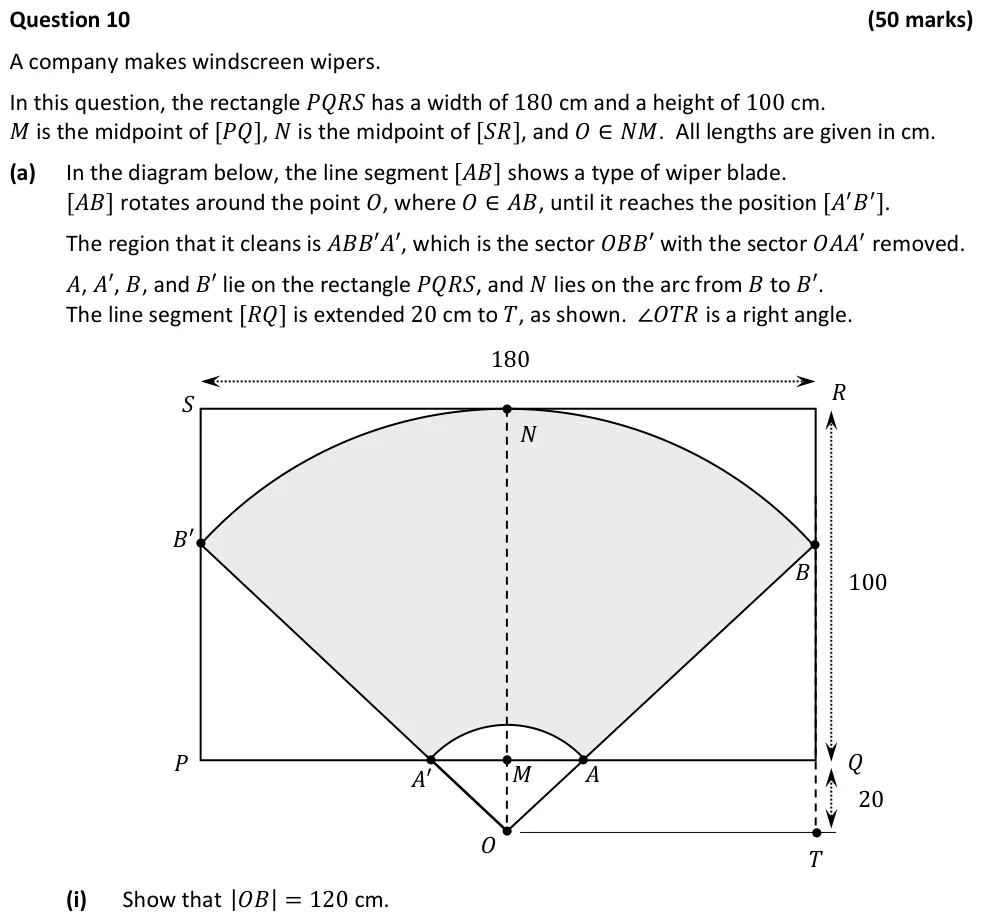 Question 10 (50 marks)
A company makes windscreen wipers.
In this question, the rectangle PQRS has a width of 180 cm and a height of 100 cm.
M is the midpoint of [PQ], N is the midpoint of [SR], and O ∈ NM. All lengths are given in cm.
(a) In the diagram below, the line segment [AB] shows a type of wiper blade.
[AB] rotates around the point O, where O ∈ AB, until it reaches the position [A′B′].
The region that it cleans is ABB′A′, which is the sector OBB′ with the sector OAA′ removed.
A, A′, B, and B′ lie on the rectangle PQRS, and N lies on the arc from B to B′.
The line segment [RQ] is extended 20 cm to T, as shown. ∠OTR is a right angle.
180
S R
N
B′
B 100
P A′ M A Q
20
O
T
(i) Show that |OB| = 120 cm.